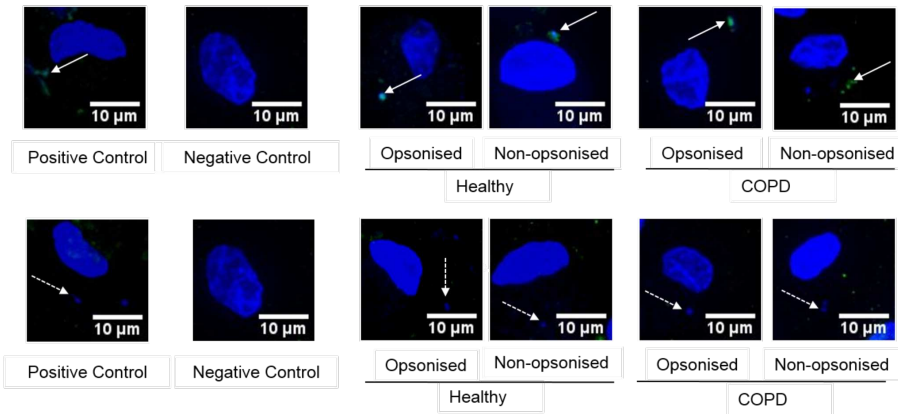 10 µm
10 µm
10 µm
10 µm
10 µm
10 µm
Positive Control
Negative Control
Opsonised
Non-opsonised
Opsonised
Non-opsonised
Healthy
COPD
10 µm
10 µm
10 µm
10 µm
10 µm
10 µm
Positive Control
Negative Control
Opsonised
Non-opsonised
Opsonised
Non-opsonised
Healthy
COPD